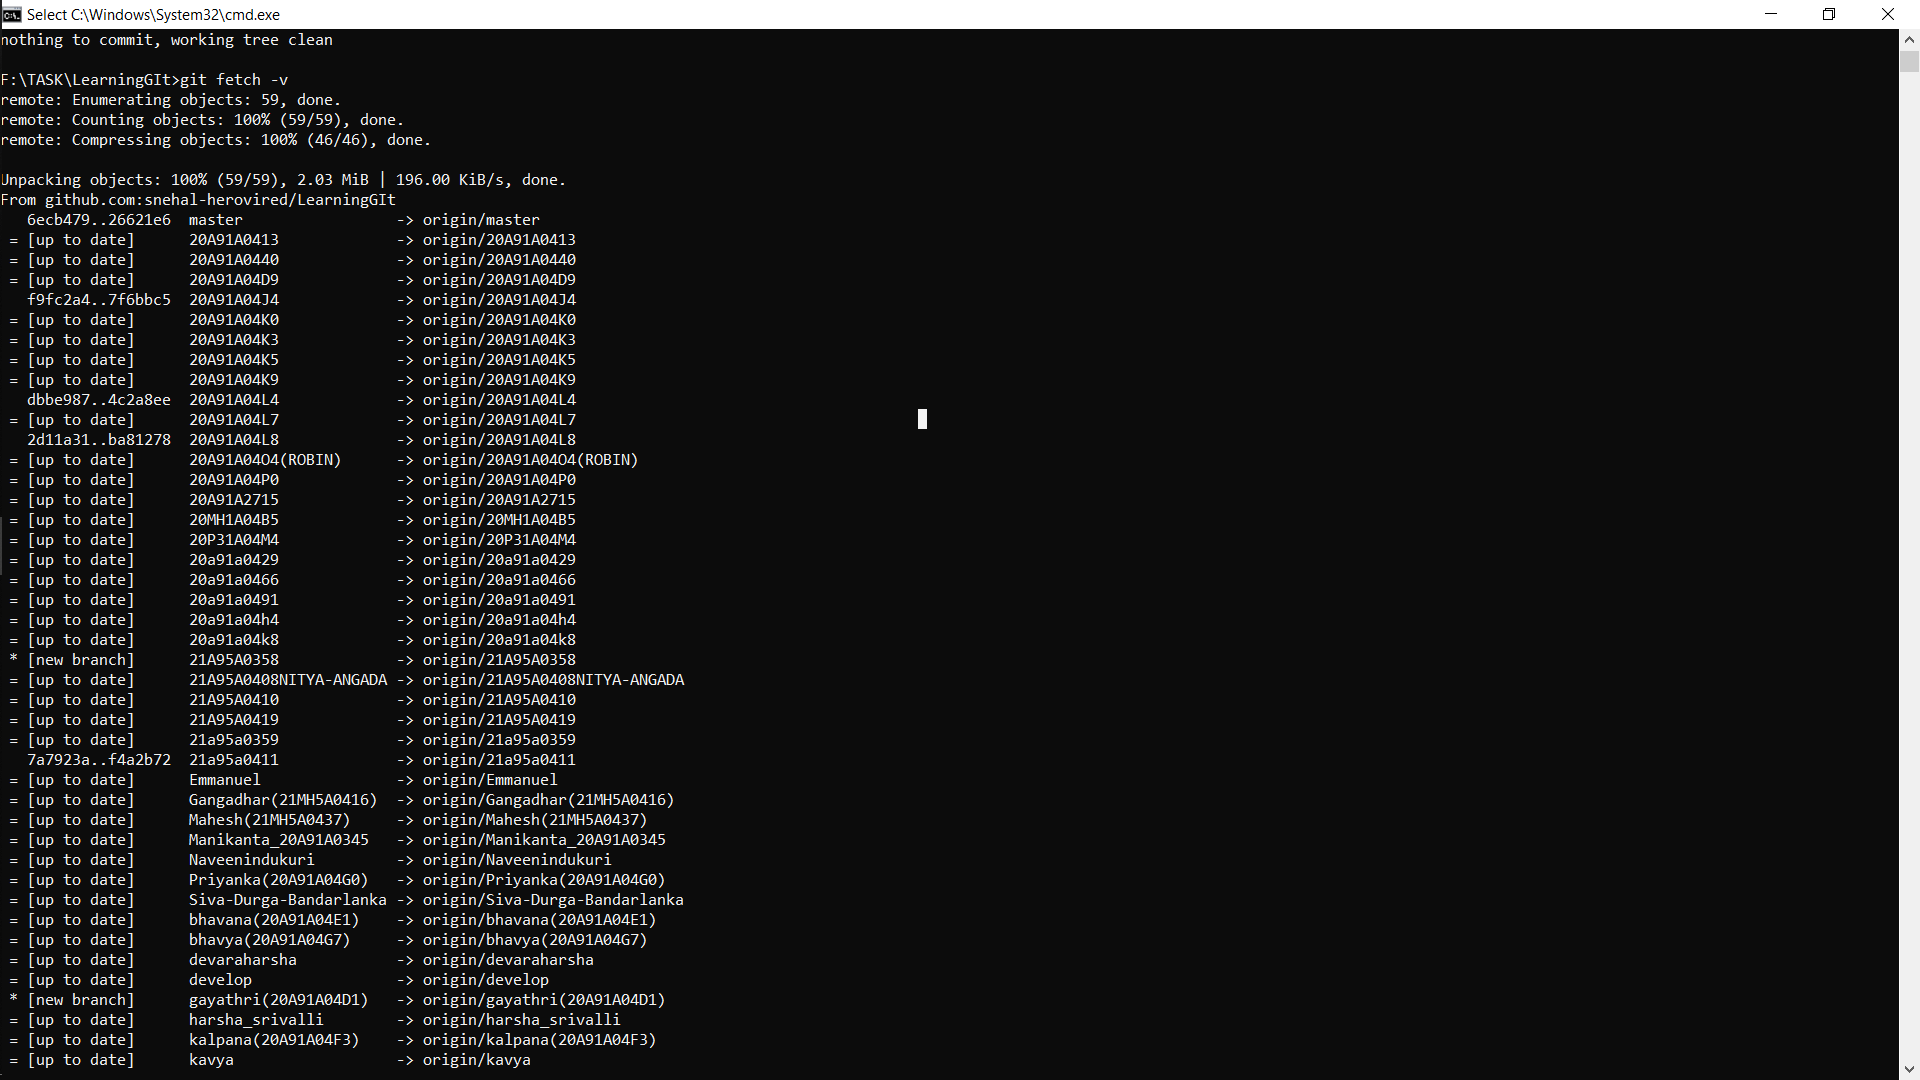 Select C:\Windows\System32\cmd.exe
nothing to commit, working tree clean
F:\TASK\LearningGIt>git fetch -v
remote: Enumerating objects: 59, done.
remote: Counting objects: 100% (59/59), done.
remote: Compressing objects: 100% (46/46), done.
Unpacking objects: 100% (59/59), 2.03 MiB | 196.00 KiB/s, done.
From github.com:snehal-herovired/LearningGIt
6ecb479..26621e6 master -> origin/master
= [up to date] 20A91A0413 -> origin/20A91A0413
= [up to date] 20A91A0440 -> origin/20A91A0440
= [up to date] 20A91A04D9 -> origin/20A91A04D9
f9fc2a4..7f6bbc5 20A91A04J4 -> origin/20A91A04J4
= [up to date] 20A91A04K0 -> origin/20A91A04K0
= [up to date] 20A91A04K3 -> origin/20A91A04K3
= [up to date] 20A91A04K5 -> origin/20A91A04K5
= [up to date] 20A91A04K9 -> origin/20A91A04K9
dbbe987..4c2a8ee 20A91A04L4 -> origin/20A91A04L4
= [up to date] 20A91A04L7 -> origin/20A91A04L7
2d11a31..ba81278 20A91A04L8 -> origin/20A91A04L8
= [up to date] 20A91A04O4(ROBIN) -> origin/20A91A04O4(ROBIN)
= [up to date] 20A91A04P0 -> origin/20A91A04P0
= [up to date] 20A91A2715 -> origin/20A91A2715
= [up to date] 20MH1A04B5 -> origin/20MH1A04B5
= [up to date] 20P31A04M4 -> origin/20P31A04M4
= [up to date] 20a91a0429 -> origin/20a91a0429
= [up to date] 20a91a0466 -> origin/20a91a0466
= [up to date] 20a91a0491 -> origin/20a91a0491
= [up to date] 20a91a04h4 -> origin/20a91a04h4
= [up to date] 20a91a04k8 -> origin/20a91a04k8
* [new branch] 21A95A0358 -> origin/21A95A0358
= [up to date] 21A95A0408NITYA-ANGADA -> origin/21A95A0408NITYA-ANGADA
= [up to date] 21A95A0410 -> origin/21A95A0410
= [up to date] 21A95A0419 -> origin/21A95A0419
= [up to date] 21a95a0359 -> origin/21a95a0359
7a7923a..f4a2b72 21a95a0411 -> origin/21a95a0411
= [up to date] Emmanuel -> origin/Emmanuel
= [up to date] Gangadhar(21MH5A0416) -> origin/Gangadhar(21MH5A0416)
= [up to date] Mahesh(21MH5A0437) -> origin/Mahesh(21MH5A0437)
= [up to date] Manikanta_20A91A0345 -> origin/Manikanta_20A91A0345
= [up to date] Naveenindukuri -> origin/Naveenindukuri
= [up to date] Priyanka(20A91A04G0) -> origin/Priyanka(20A91A04G0)
= [up to date] Siva-Durga-Bandarlanka -> origin/Siva-Durga-Bandarlanka
= [up to date] bhavana(20A91A04E1) -> origin/bhavana(20A91A04E1)
= [up to date] bhavya(20A91A04G7) -> origin/bhavya(20A91A04G7)
= [up to date] devaraharsha -> origin/devaraharsha
= [up to date] develop -> origin/develop
* [new branch] gayathri(20A91A04D1) -> origin/gayathri(20A91A04D1)
= [up to date] harsha_srivalli -> origin/harsha_srivalli
= [up to date] kalpana(20A91A04F3) -> origin/kalpana(20A91A04F3)
= [up to date] kavya -> origin/kavya